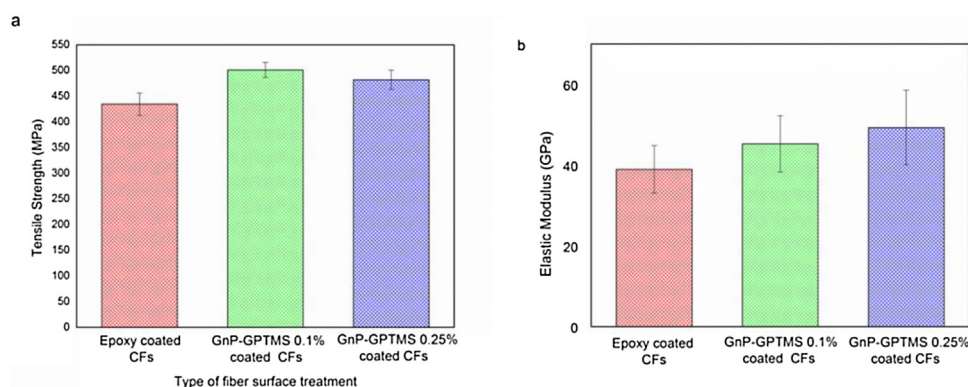 a
Tensile Strength (MPa)
550
500
450
400
350
300
250
200
150
100
50
0
Epoxy coated
CFs
GnP-GPTMS 0.1%
coated CFs
GnP-GPTMS 0.25%
coated CFs
Type of fiber surface treatment
b
Elastic Modulus (GPa)
60
40
20
0
Epoxy coated
CFs
GnP-GPTMS 0.1%
coated CFs
GnP-GPTMS 0.25%
coated CFs